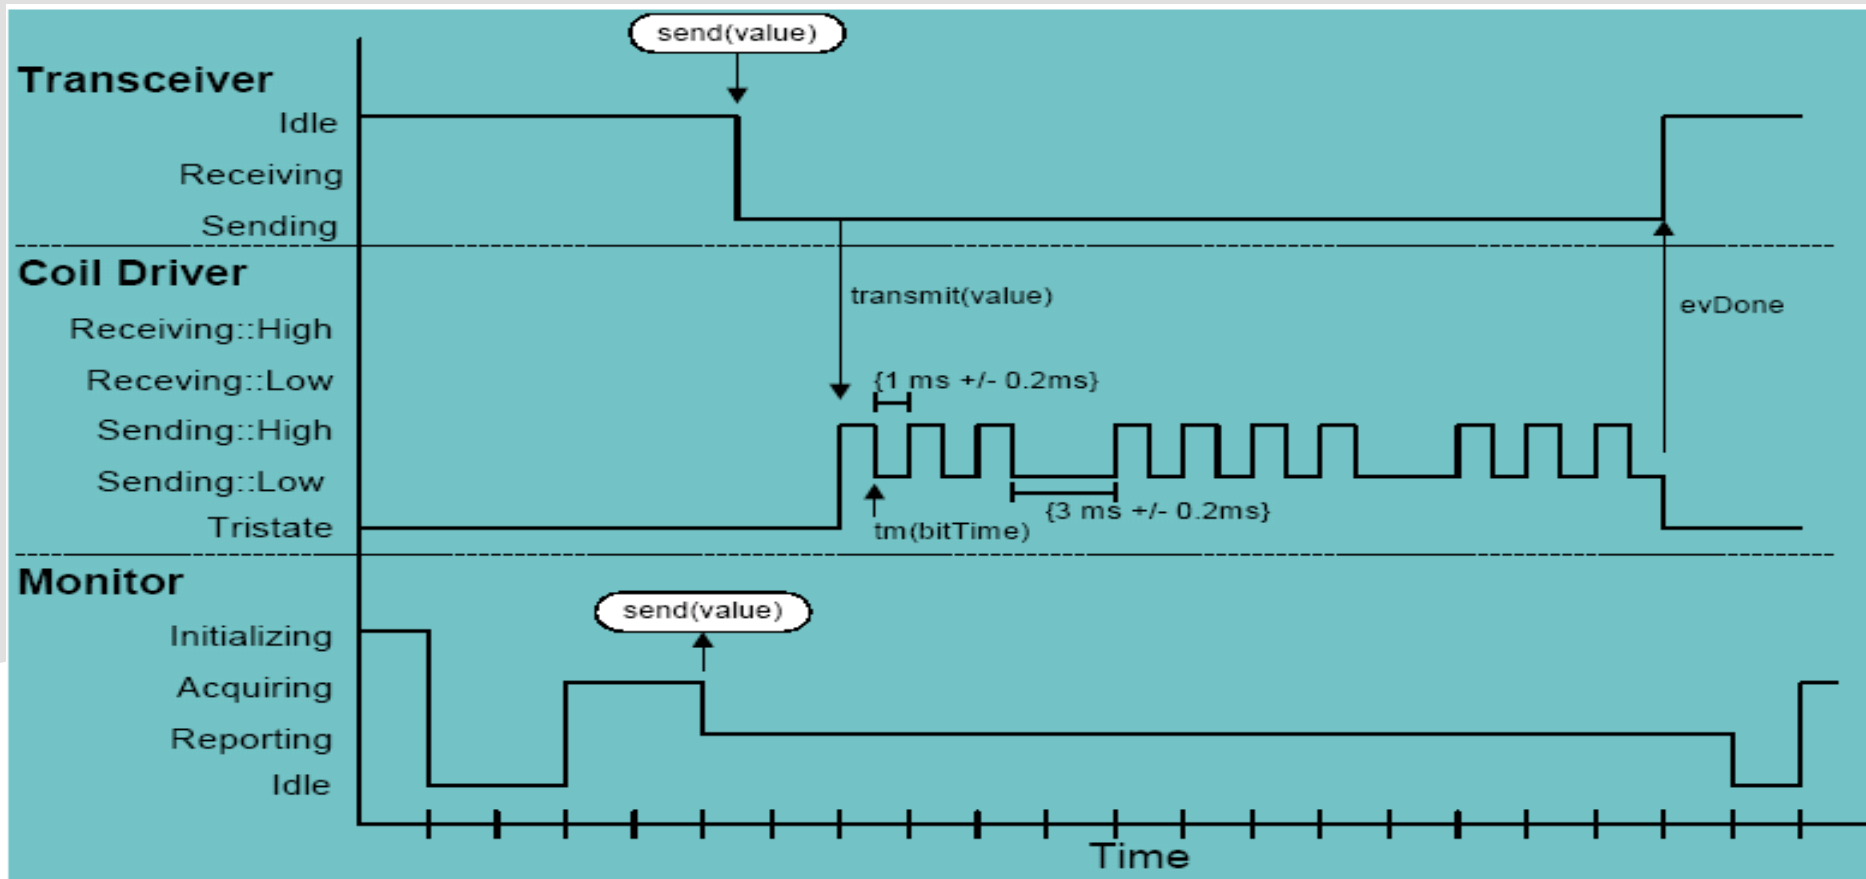 send(value)
Transceiver
Idle
Receiving
Sending
Coil Driver
transmit(value)
evDone
Receiving::High
Receving::Low
{1 ms +/- 0.2ms}
Sending::High
Sending::Low
{3 ms +/- 0.2ms}
Tristate
tm(bitTime)
Monitor
send(value)
Initializing
Acquiring
Reporting
Idle
Time